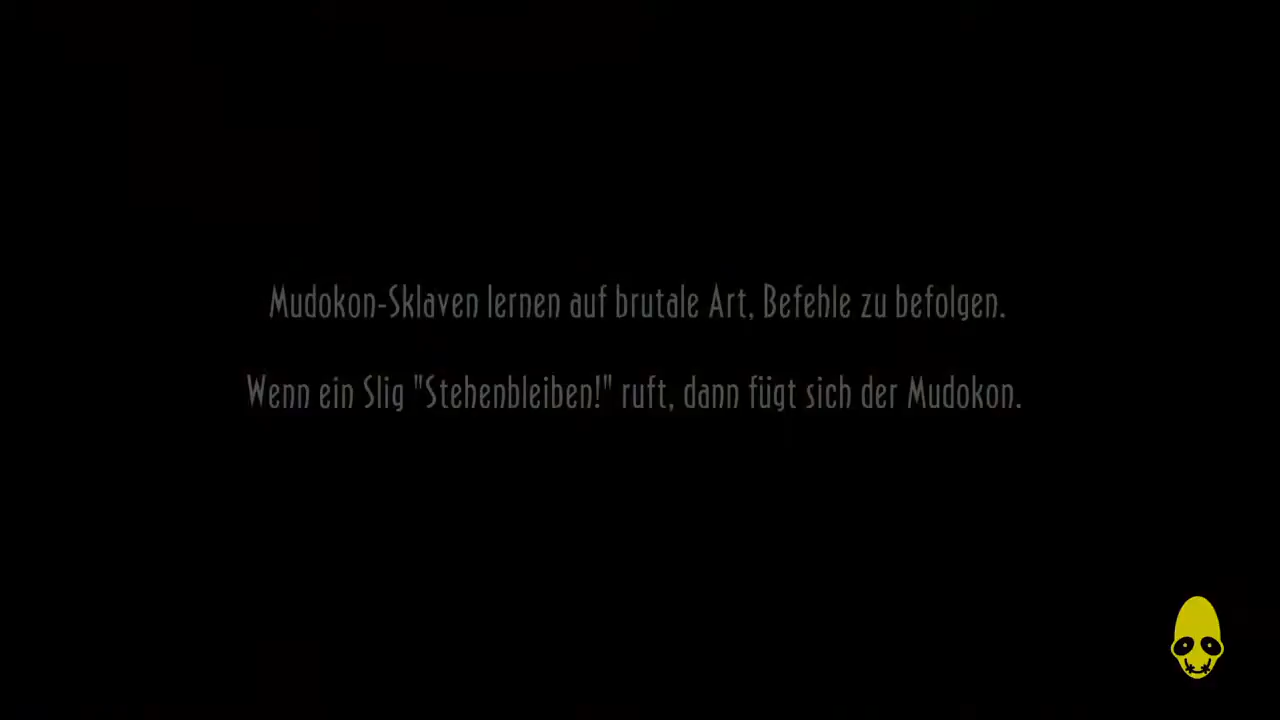 Mudokon-Sklaven lernen auf brutale Art, Befehle zu befolgen.
Wenn ein Slig "Stehenbleiben!" ruft, dann fügt sich der Mudokon.